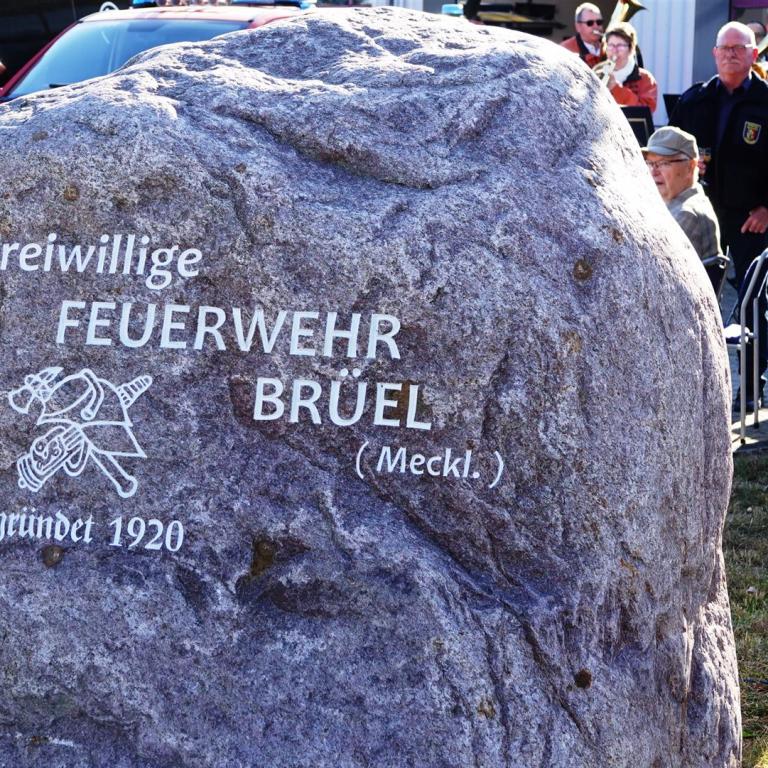 reiwillige
FEUERWEHR
BRÜEL
( Meckl. )
gründet 1920